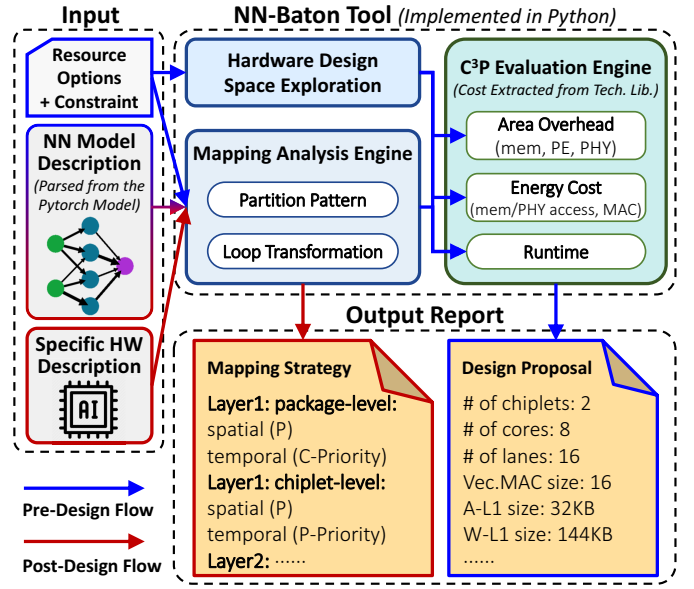 Input
Resource
Options
+ Constraint
NN Model
Description
(Parsed from the
Pytorch Model)
Specific HW
Description
AI
Pre-Design Flow
Post-Design Flow
NN-Baton Tool (Implemented in Python)
Hardware Design
Space Exploration
Mapping Analysis Engine
Partition Pattern
Loop Transformation
C³P Evaluation Engine
(Cost Extracted from Tech. Lib.)
Area Overhead
(mem, PE, PHY)
Energy Cost
(mem/PHY access, MAC)
Runtime
Output Report
Mapping Strategy
Layer1: package-level:
spatial (P)
temporal (C-Priority)
Layer1: chiplet-level:
spatial (P)
temporal (P-Priority)
Layer2: ······
Design Proposal
# of chiplets: 2
# of cores: 8
# of lanes: 16
Vec.MAC size: 16
A-L1 size: 32KB
W-L1 size: 144KB
······